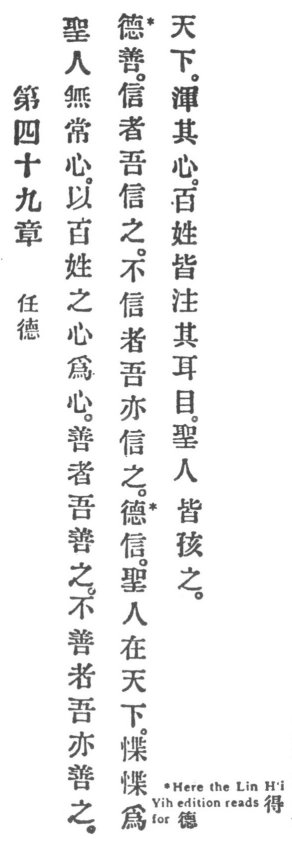 第四十九章 任德
聖人無常心。以百姓之心爲心。善者吾善之。不善者吾亦善之。
德*善。信者吾信之。不信者吾亦信之。德*信。聖人在天下。惵惵爲
天下。渾其心。百姓皆注其耳目。聖人 皆孩之。
*Here the Lin H'i
Yih edition reads 得
for 德